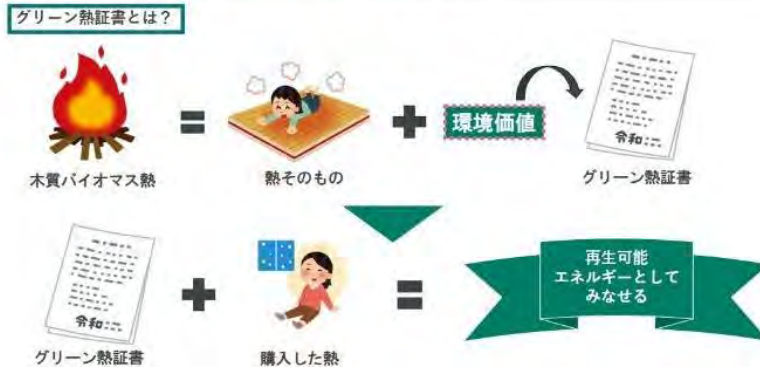 グリーン熱証書とは？
環境価値
令和
木質バイオマス熱
熱そのもの
グリーン熱証書
再生可能
エネルギーとして
みなせる
令和
グリーン熱証書
購入した熱